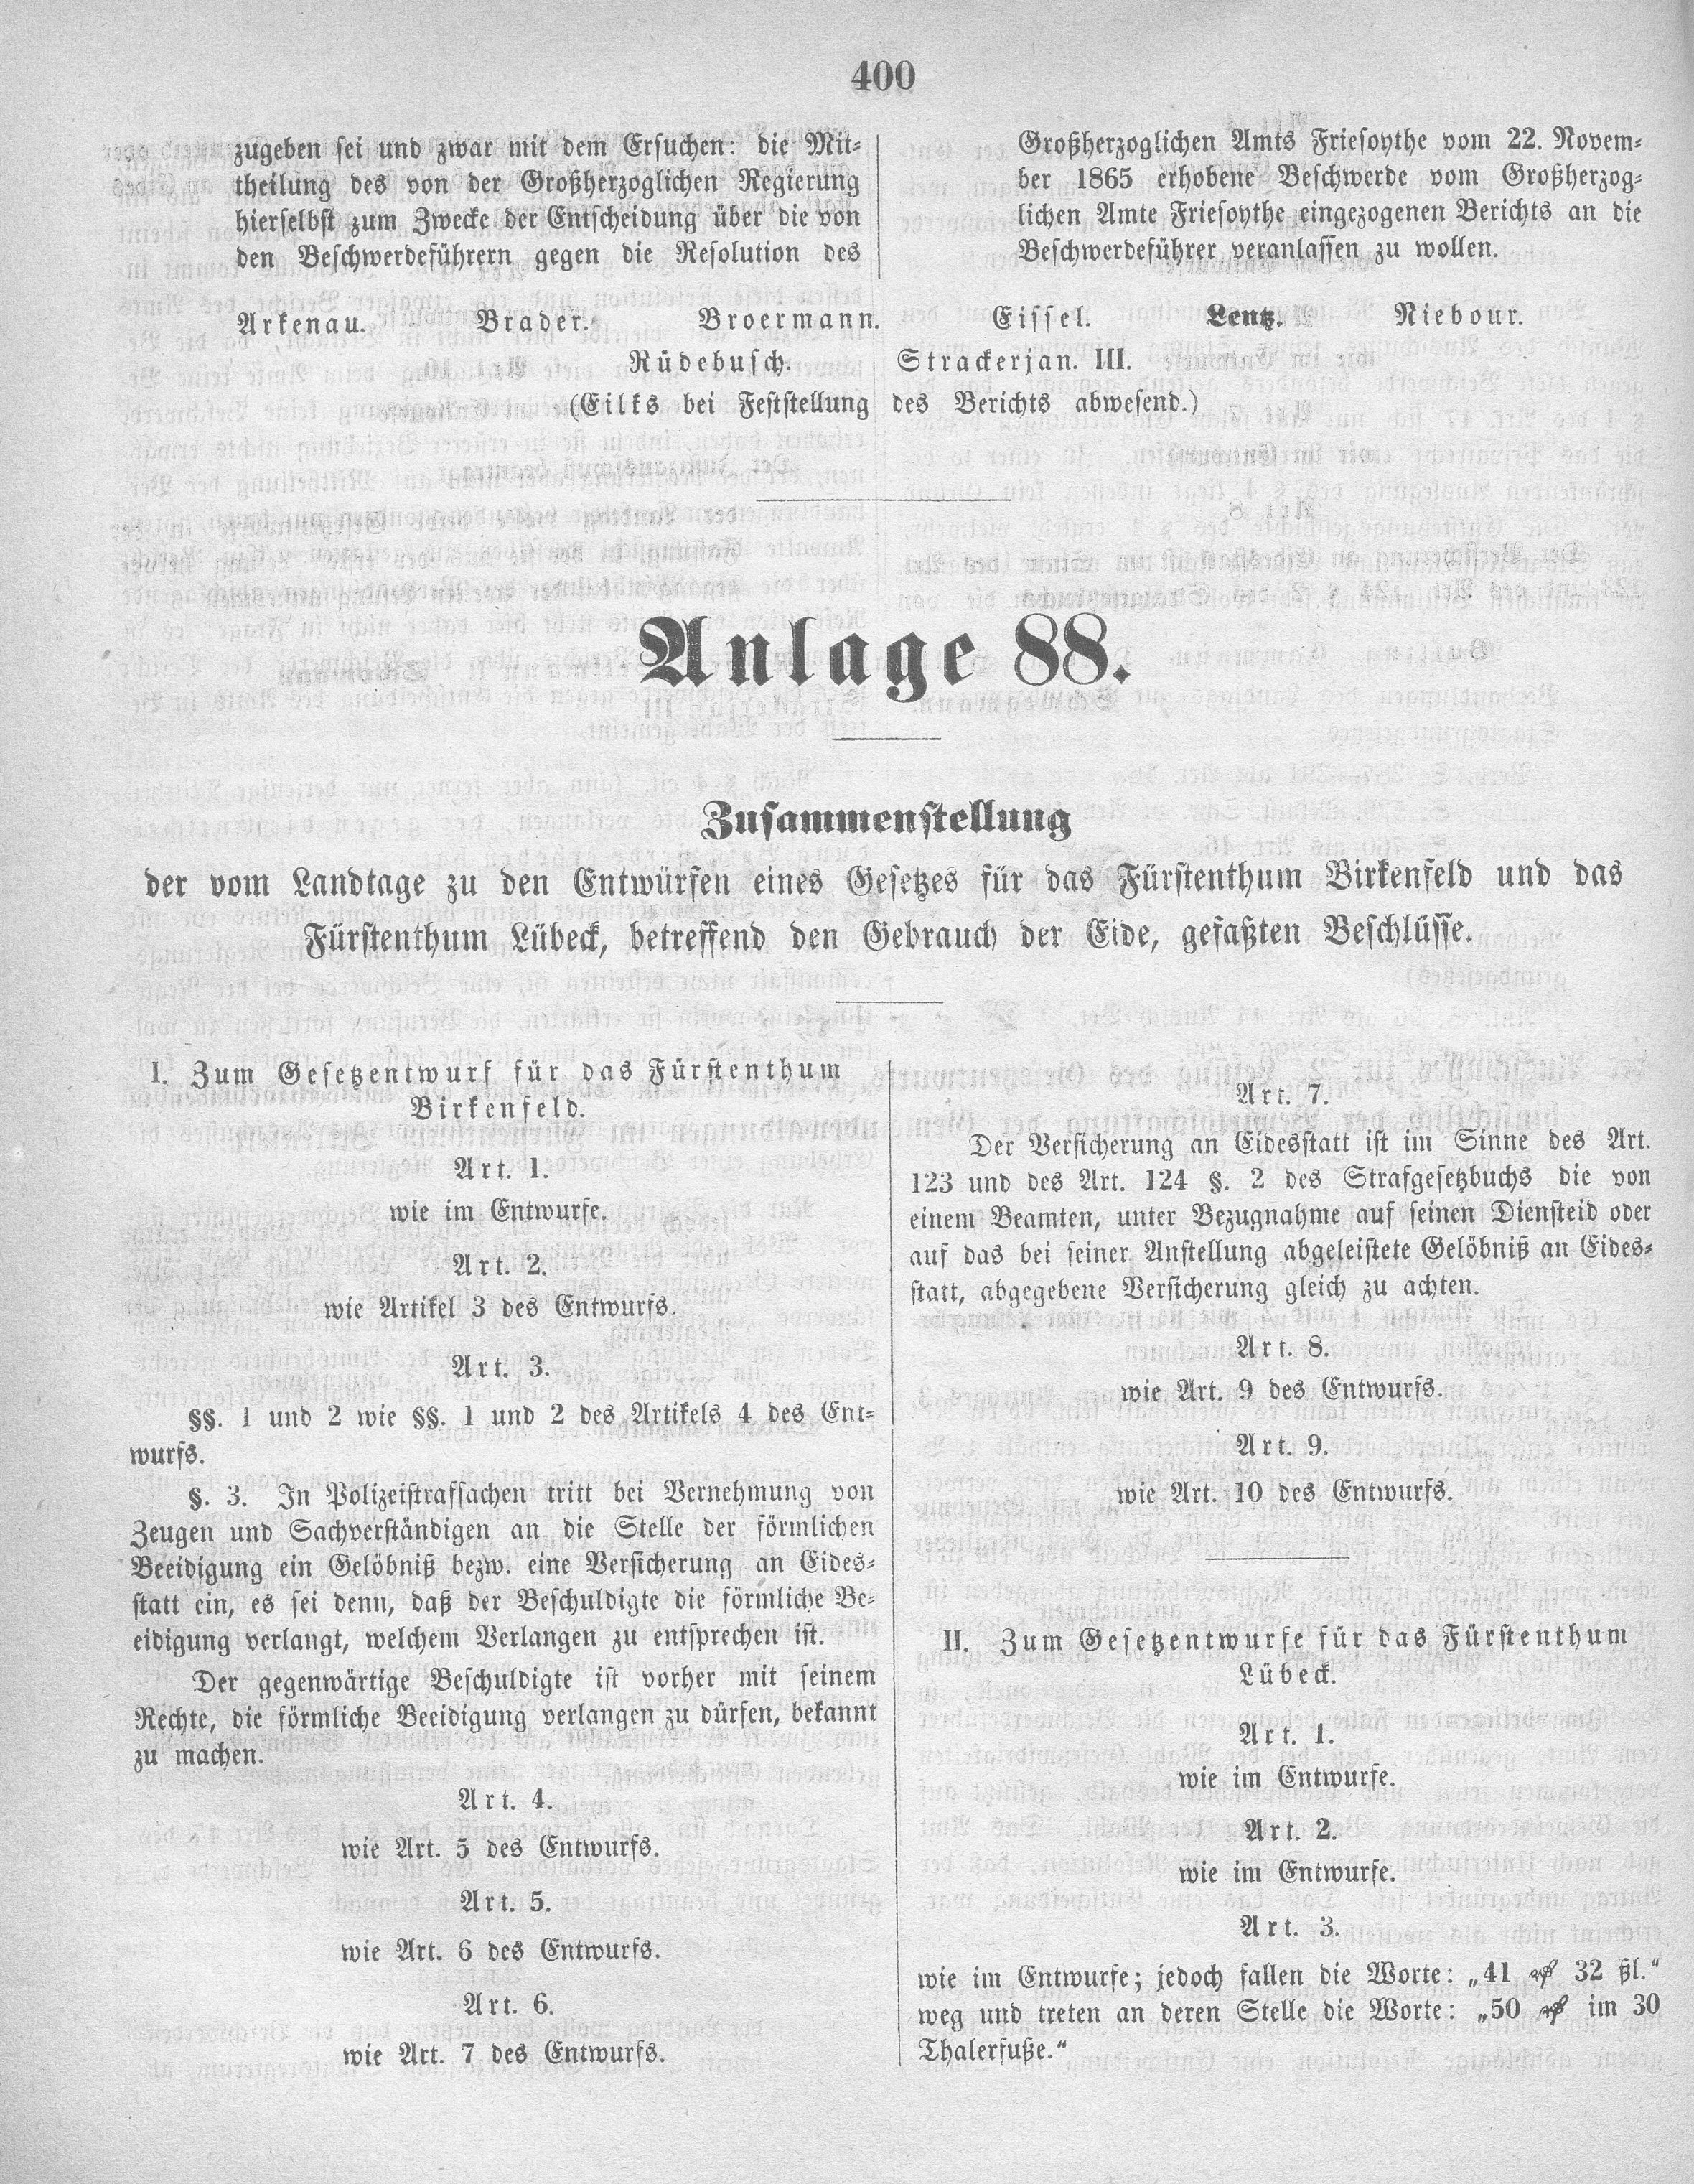 400
zugeben sei und zwar mit dem Ersuchen: die Mit-
theilung des von der Großherzoglichen Regierung
hierselbst zum Zwecke der Entscheidung über die von
den Beschwerdeführern gegen die Resolution des
Großherzoglichen Amts Friesoythe vom 22. Novem-
ber 1865 erhobene Beschwerde vom Großherzog-
lichen Amte Friesoythe eingezogenen Berichts an die
Beschwerdeführer veranlassen zu wollen.
Arkenau. Brader. Broermann. Eissel. Lentz. Niebour.
Rüdebusch. Strackerjan. III.
(Eilks bei Feststellung des Berichts abwesend.)
Anlage 88.
Zusammenstellung
der vom Landtage zu den Entwürfen eines Gesetzes für das Fürstenthum Birkenfeld und das
Fürstenthum Lübeck, betreffend den Gebrauch der Eide, gefaßten Beschlüsse.
I. Zum Gesetzentwurf für das Fürstenthum
Birkenfeld.
Art. 1.
wie im Entwurfe.
Art. 2.
wie Artikel 3 des Entwurfs.
Art. 3.
§§. 1 und 2 wie §§. 1 und 2 des Artikels 4 des Ent-
wurfs.
§. 3. In Polizeistrafsachen tritt bei Vernehmung von
Zeugen und Sachverständigen an die Stelle der förmlichen
Beeidigung ein Gelöbniß bezw. eine Versicherung an Eides-
statt ein, es sei denn, daß der Beschuldigte die förmliche Be-
eidigung verlangt, welchem Verlangen zu entsprechen ist.
Der gegenwärtige Beschuldigte ist vorher mit seinem
Rechte, die förmliche Beeidigung verlangen zu dürfen, bekannt
zu machen.
Art. 4.
wie Art. 5 des Entwurfs.
Art. 5.
wie Art. 6 des Entwurfs.
Art. 6.
wie Art. 7 des Entwurfs.
Art. 7.
Der Versicherung an Eidesstatt ist im Sinne des Art.
123 und des Art. 124 §. 2 des Strafgesetzbuchs die von
einem Beamten, unter Bezugnahme auf seinen Diensteid oder
auf das bei seiner Anstellung abgeleistete Gelöbniß an Eides-
statt, abgegebene Versicherung gleich zu achten.
Art. 8.
wie Art. 9 des Entwurfs.
Art. 9.
wie Art. 10 des Entwurfs.
II. Zum Gesetzentwurfe für das Fürstenthum
Lübeck.
Art. 1.
wie im Entwurfe.
Art. 2.
wie im Entwurfe.
Art. 3.
wie im Entwurfe; jedoch fallen die Worte: „41 ₰ 32 ßl."
weg und treten an deren Stelle die Worte: „50 ₰ im 30
Thalerfuße."